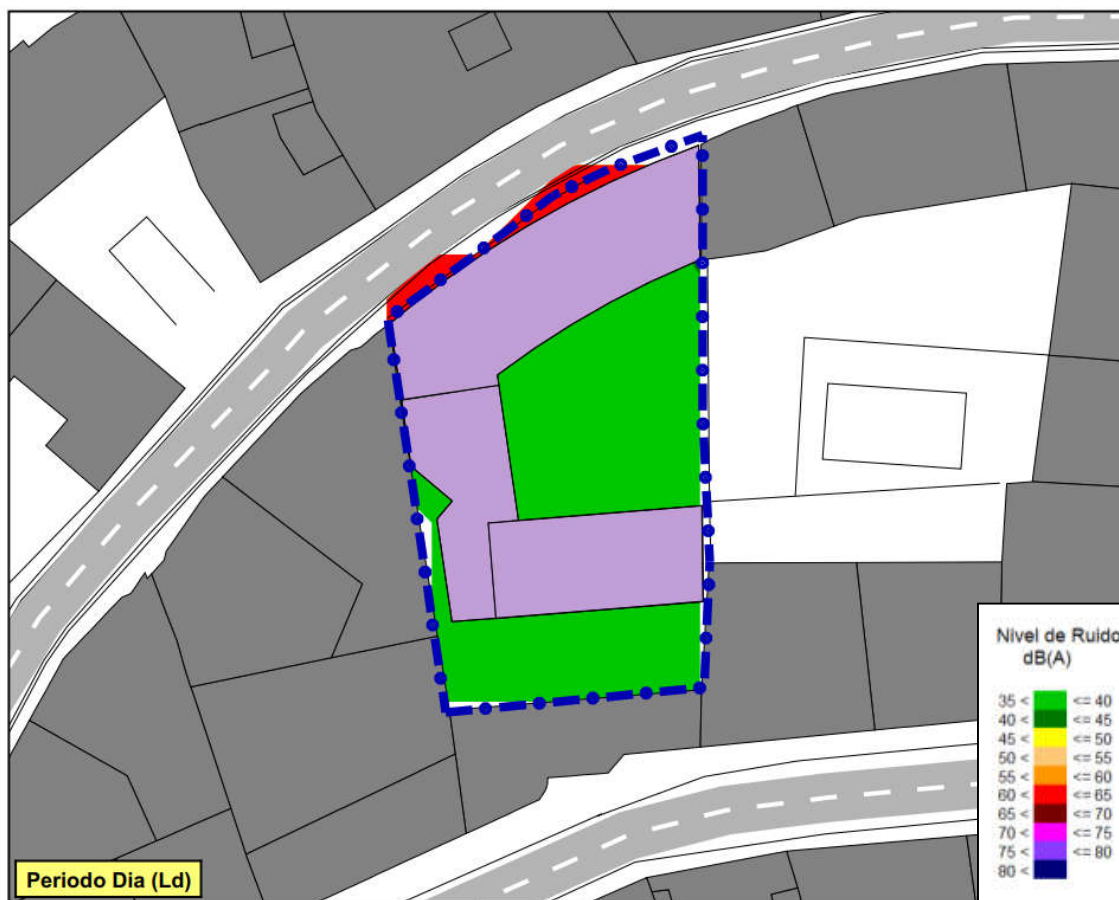 Nivel de Ruido
dB(A)
35 < <= 40
40 < <= 45
45 < <= 50
50 < <= 55
55 < <= 60
60 < <= 65
65 < <= 70
70 < <= 75
75 < <= 80
80 <
Periodo Dia (Ld)